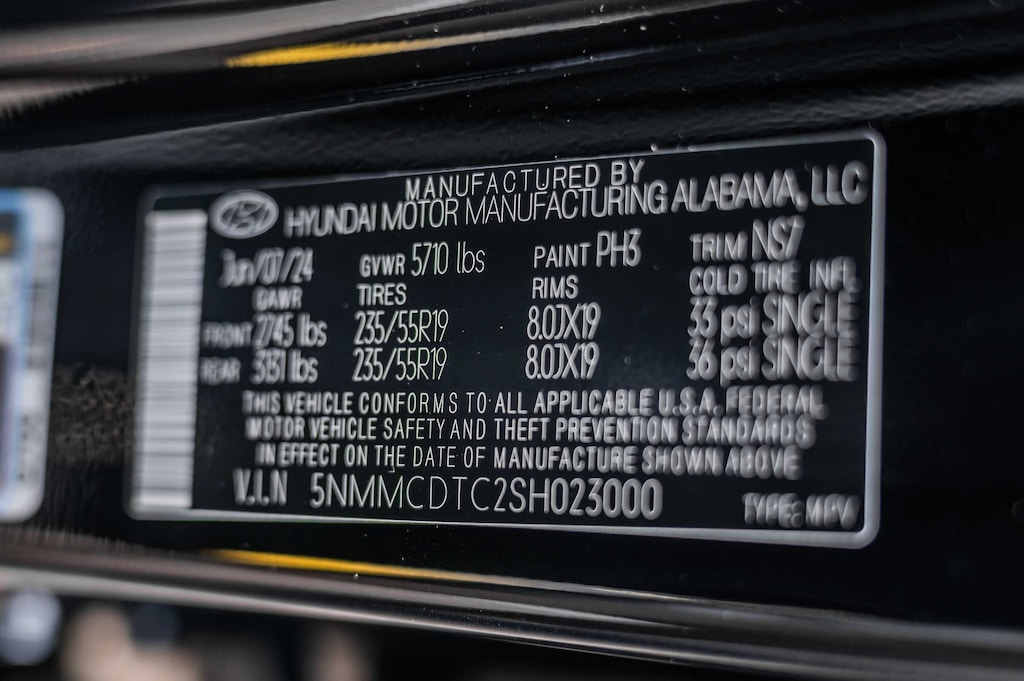 MANUFACTURED BY
HYUNDAI MOTOR MANUFACTURING ALABAMA, LLC
Jun/07/24 GVWR 5710 lbs PAINT PH3 TRIM NS7
GAWR TIRES RIMS COLD TIRE INFL
FRONT 2745 lbs 235/55R19 8.0JX19 33 psi SINGLE
REAR 3131 lbs 235/55R19 8.0JX19 36 psi SINGLE
THIS VEHICLE CONFORMS TO ALL APPLICABLE U.S.A. FEDERAL
MOTOR VEHICLE SAFETY AND THEFT PREVENTION STANDARDS
IN EFFECT ON THE DATE OF MANUFACTURE SHOWN ABOVE
V.I.N 5NMMCDTC2SH023000 TYPE: MPV